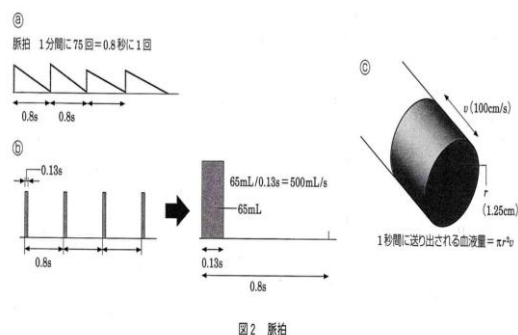 ⓐ
脈拍 1分間に75回=0.8秒に1回
0.8s
0.8s
ⓑ
0.13s
0.8s
65mL/0.13s=500mL/s
65mL
0.13s
0.8s
ⓒ
v(100cm/s)
r
(1.25cm)
1秒間に送り出される血液量=πr²v
図2 脈拍